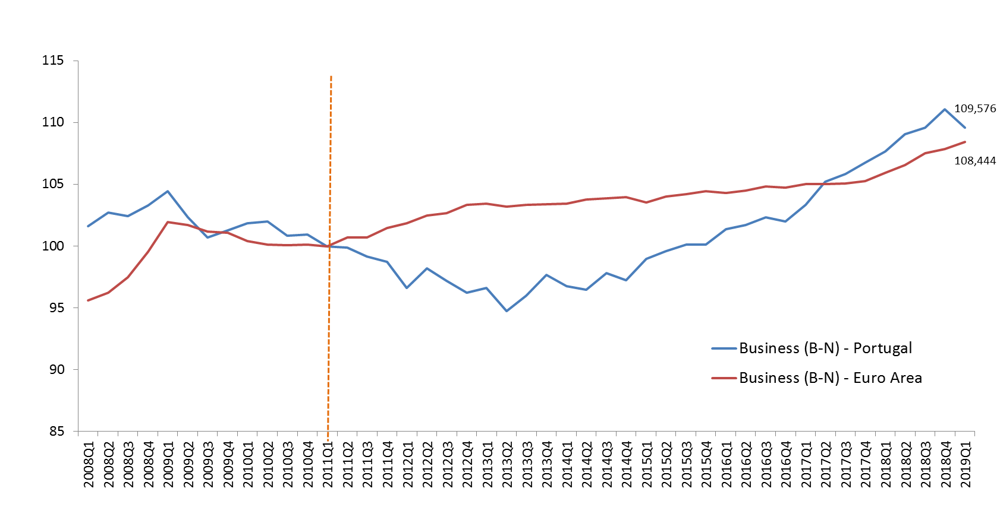 115
110
105
100
95
90
85
109,576
108,444
Business (B-N) - Portugal
Business (B-N) - Euro Area
2008Q1
2008Q2
2008Q3
2008Q4
2009Q1
2009Q2
2009Q3
2009Q4
2010Q1
2010Q2
2010Q3
2010Q4
2011Q1
2011Q2
2011Q3
2011Q4
2012Q1
2012Q2
2012Q3
2012Q4
2013Q1
2013Q2
2013Q3
2013Q4
2014Q1
2014Q2
2014Q3
2014Q4
2015Q1
2015Q2
2015Q3
2015Q4
2016Q1
2016Q2
2016Q3
2016Q4
2017Q1
2017Q2
2017Q3
2017Q4
2018Q1
2018Q2
2018Q3
2018Q4
2019Q1